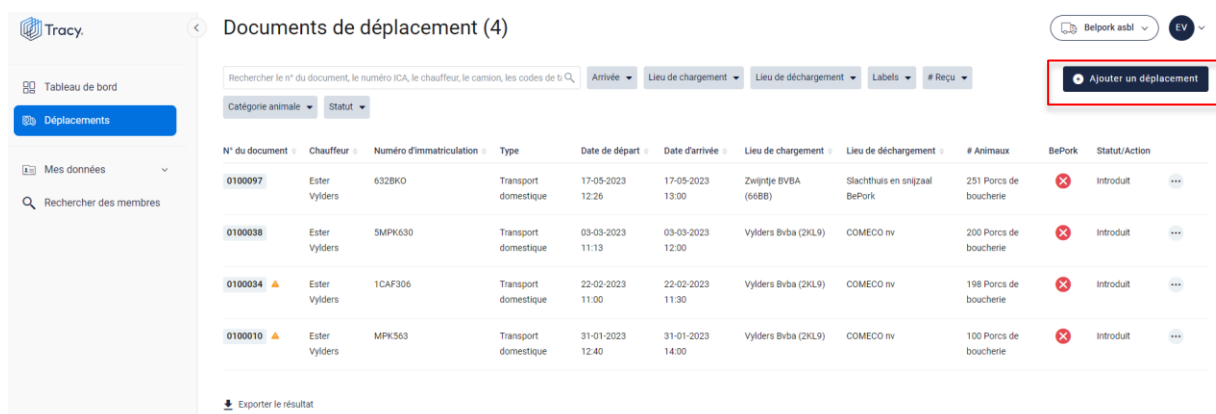 Tracy.
Documents de déplacement (4)
Belpork asbl
EV
Rechercher le n° du document, le numéro ICA, le chauffeur, le camion, les codes de t
Arrivée
Lieu de chargement
Lieu de déchargement
Labels
# Reçu
Ajouter un déplacement
Catégorie animale
Statut
Tableau de bord
Déplacements
Mes données
Rechercher des membres
N° du document Chauffeur Numéro d'immatriculation Type Date de départ Date d'arrivée Lieu de chargement Lieu de déchargement # Animaux BePork Statut/Action
0100097 Ester 632BKO Transport 17-05-2023 17-05-2023 Zwijntje BVBA Slachthuis en snijzaal 251 Porcs de Introduit
Vylders domestique 12:26 13:00 (66BB) BePork boucherie
0100038 Ester 5MPK630 Transport 03-03-2023 03-03-2023 Vylders Bvba (2KL9) COMECO nv 200 Porcs de Introduit
Vylders domestique 11:13 12:00 boucherie
0100034 Ester 1CAF306 Transport 22-02-2023 22-02-2023 Vylders Bvba (2KL9) COMECO nv 198 Porcs de Introduit
Vylders domestique 11:00 11:30 boucherie
0100010 Ester MPK563 Transport 31-01-2023 31-01-2023 Vylders Bvba (2KL9) COMECO nv 100 Porcs de Introduit
Vylders domestique 12:40 14:00 boucherie
Exporter le résultat